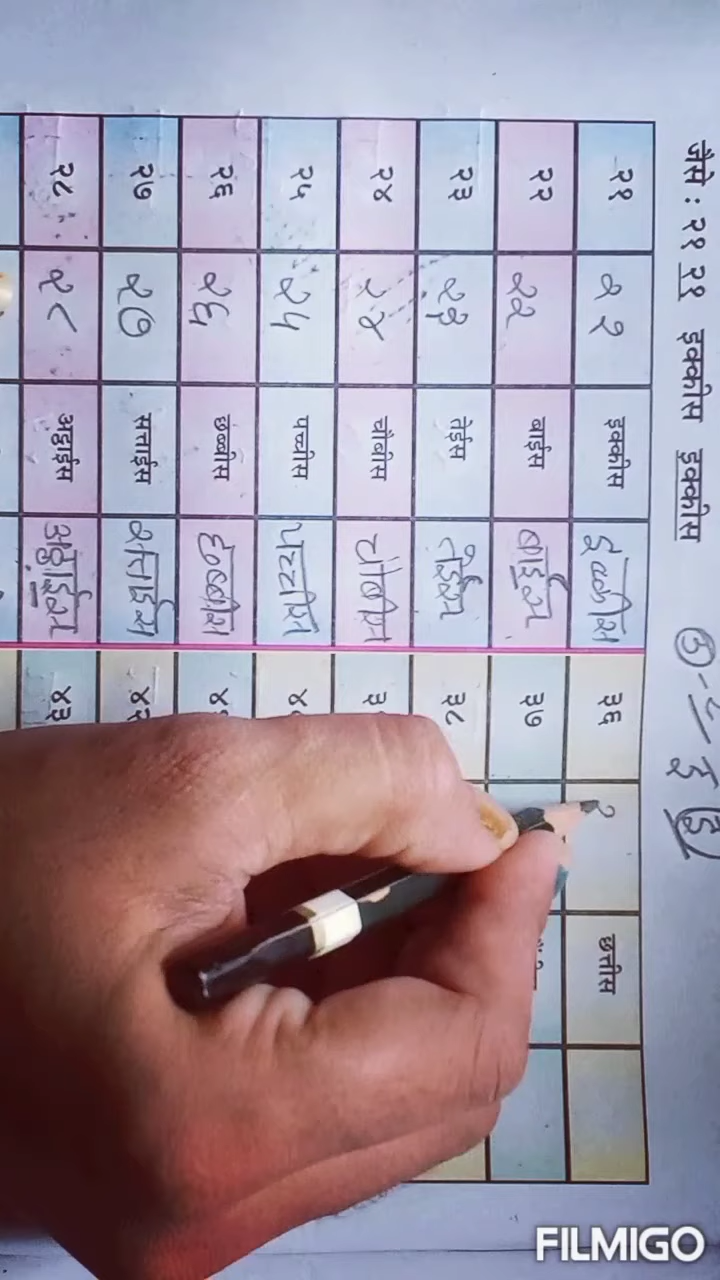 जैसे : २१ २१ इक्कीस इक्कीस
२१ २१ इक्कीस इक्कीस ३६ छत्तीस
२२ २२ बाईस बाईस ३७
२३ २३ तेईस तेईस ३८
२४ २४ चौबीस चौबीस
२५ २५ पच्चीस पच्चीस
२६ २६ छब्बीस छब्बीस
२७ २७ सत्ताईस सत्ताईस
२८ २८ अट्ठाईस अट्ठाईस ४३
FILMIGO